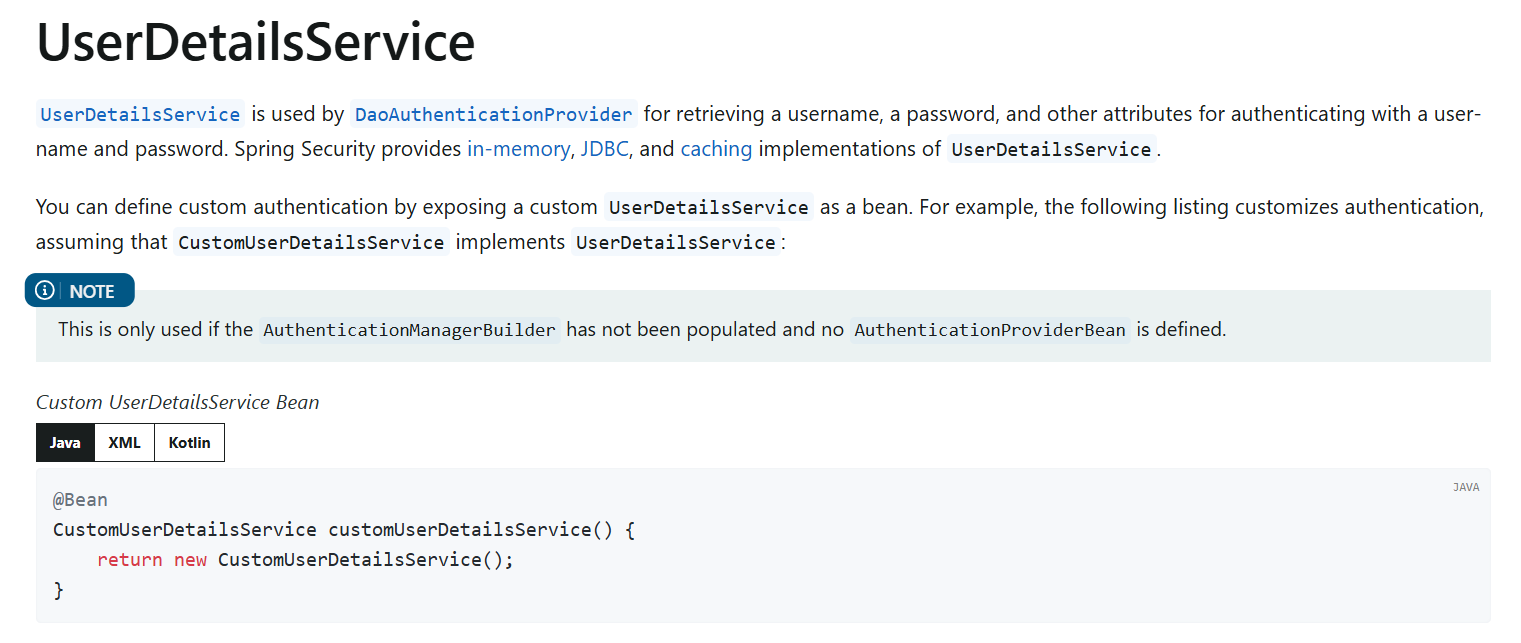 UserDetailsService
UserDetailsService is used by DaoAuthenticationProvider for retrieving a username, a password, and other attributes for authenticating with a user-
name and password. Spring Security provides in-memory, JDBC, and caching implementations of UserDetailsService.
You can define custom authentication by exposing a custom UserDetailsService as a bean. For example, the following listing customizes authentication,
assuming that CustomUserDetailsService implements UserDetailsService:
NOTE
This is only used if the AuthenticationManagerBuilder has not been populated and no AuthenticationProviderBean is defined.
Custom UserDetailsService Bean
Java XML Kotlin
JAVA
@Bean
CustomUserDetailsService customUserDetailsService() {
    return new CustomUserDetailsService();
}